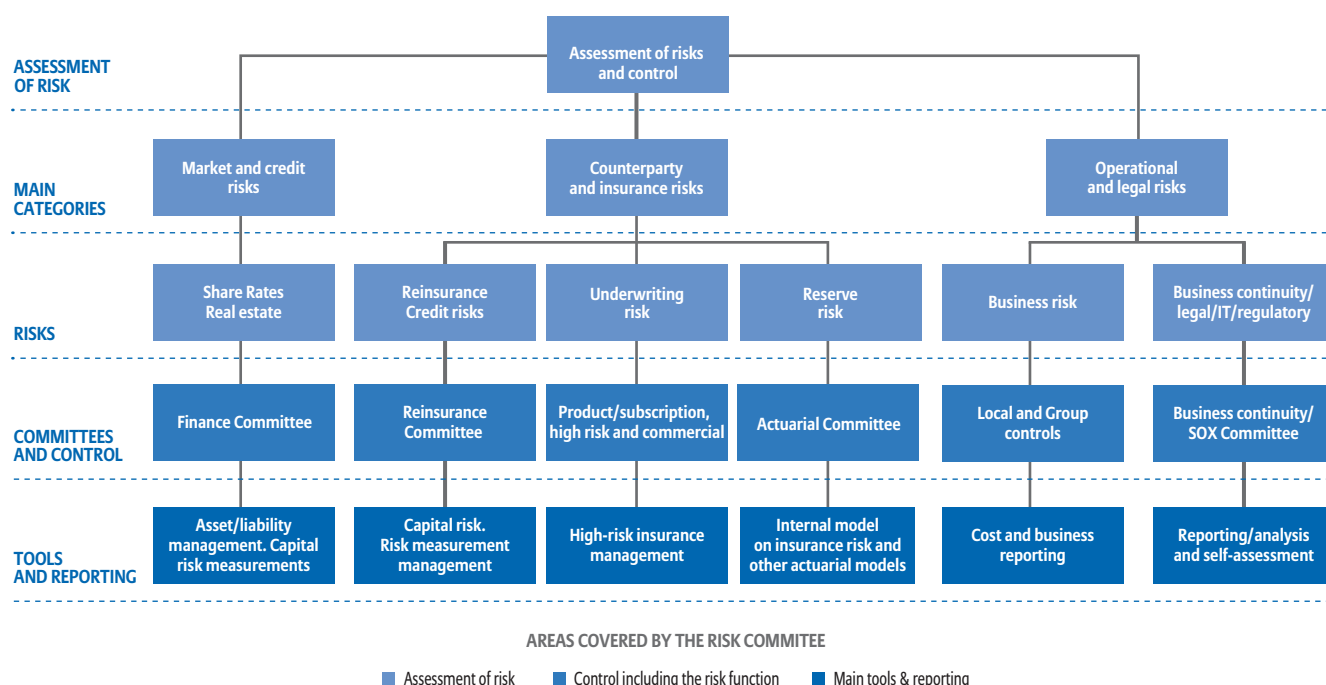 Assessment of risks
and control
ASSESSMENT
OF RISK
Market and credit
risks
Counterparty
and insurance risks
Operational
and legal risks
MAIN
CATEGORIES
Share Rates
Real estate
Reinsurance
Credit risks
Underwriting
risk
Reserve
risk
Business risk
Business continuity/
legal/IT/regulatory
RISKS
Finance Committee
Reinsurance
Committee
Product/subscription,
high risk and commercial
Actuarial Committee
Local and Group
controls
Business continuity/
SOX Committee
COMMITTEES
AND CONTROL
Asset/liability
management. Capital
risk measurements
Capital risk.
Risk measurement
management
High-risk insurance
management
Internal model
on insurance risk and
other actuarial models
Cost and business
reporting
Reporting/analysis
and self-assessment
TOOLS
AND REPORTING
AREAS COVERED BY THE RISK COMMITEE
Assessment of risk
Control including the risk function
Main tools & reporting